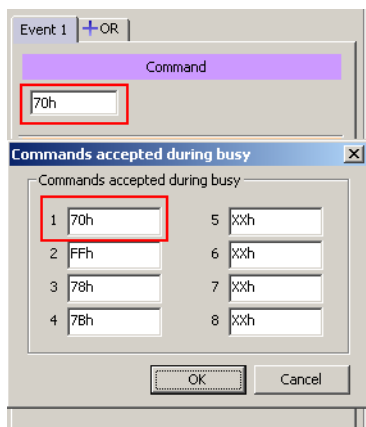 Event 1 +OR
Command
70h
Commands accepted during busy X
Commands accepted during busy
1 70h 5 XXh
2 FFh 6 XXh
3 78h 7 XXh
4 7Bh 8 XXh
OK Cancel